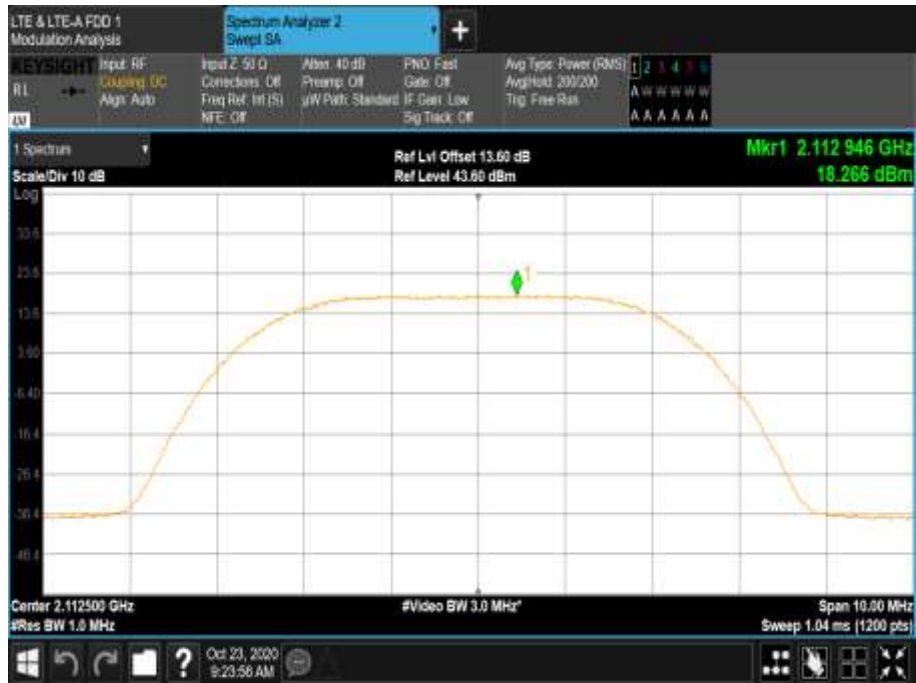 LTE & LTE-A FDD 1
Modulation Analysis
Spectrum Analyzer 2
Swept SA
KEYSIGHT
Input: RF
Coupling: DC
Align: Auto
Input Z: 50 Ω
Corrections: Off
Freq Ref: Int (S)
NFE: Off
Atten: 40 dB
Preamp: Off
µW Path: Standard
PNO: Fast
Gate: Off
IF Gain: Low
Sig Track: Off
Avg Type: Power (RMS)
Avg|Hold: 200/200
Trig: Free Run
1 2 3 4 5 6
A W W W W W
A A A A A A
R L
LXI
1 Spectrum
Scale/Div 10 dB
Ref Lvl Offset 13.60 dB
Ref Level 43.60 dBm
Mkr1 2.112 946 GHz
18.266 dBm
Log
33.6
23.6
13.6
3.60
-6.40
-16.4
-26.4
-36.4
-46.4
1
Center 2.112500 GHz
#Res BW 1.0 MHz
#Video BW 3.0 MHz*
Span 10.00 MHz
Sweep 1.04 ms (1200 pts)
Oct 23, 2020
9:23:56 AM